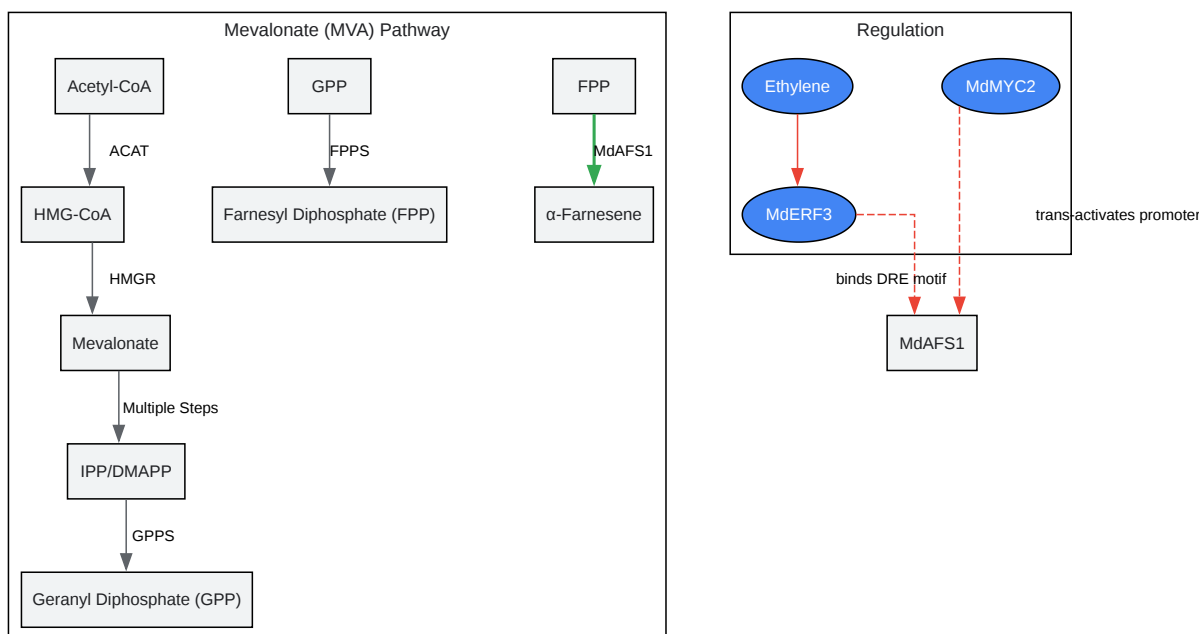 Mevalonate (MVA) Pathway
Acetyl-CoA
ACAT
HMG-CoA
HMGR
Mevalonate
Multiple Steps
IPP/DMAPP
GPPS
Geranyl Diphosphate (GPP)
GPP
FPPS
Farnesyl Diphosphate (FPP)
FPP
MdAFS1
α-Farnesene
Regulation
Ethylene
MdMYC2
MdERF3
trans-activates promoter
binds DRE motif
MdAFS1